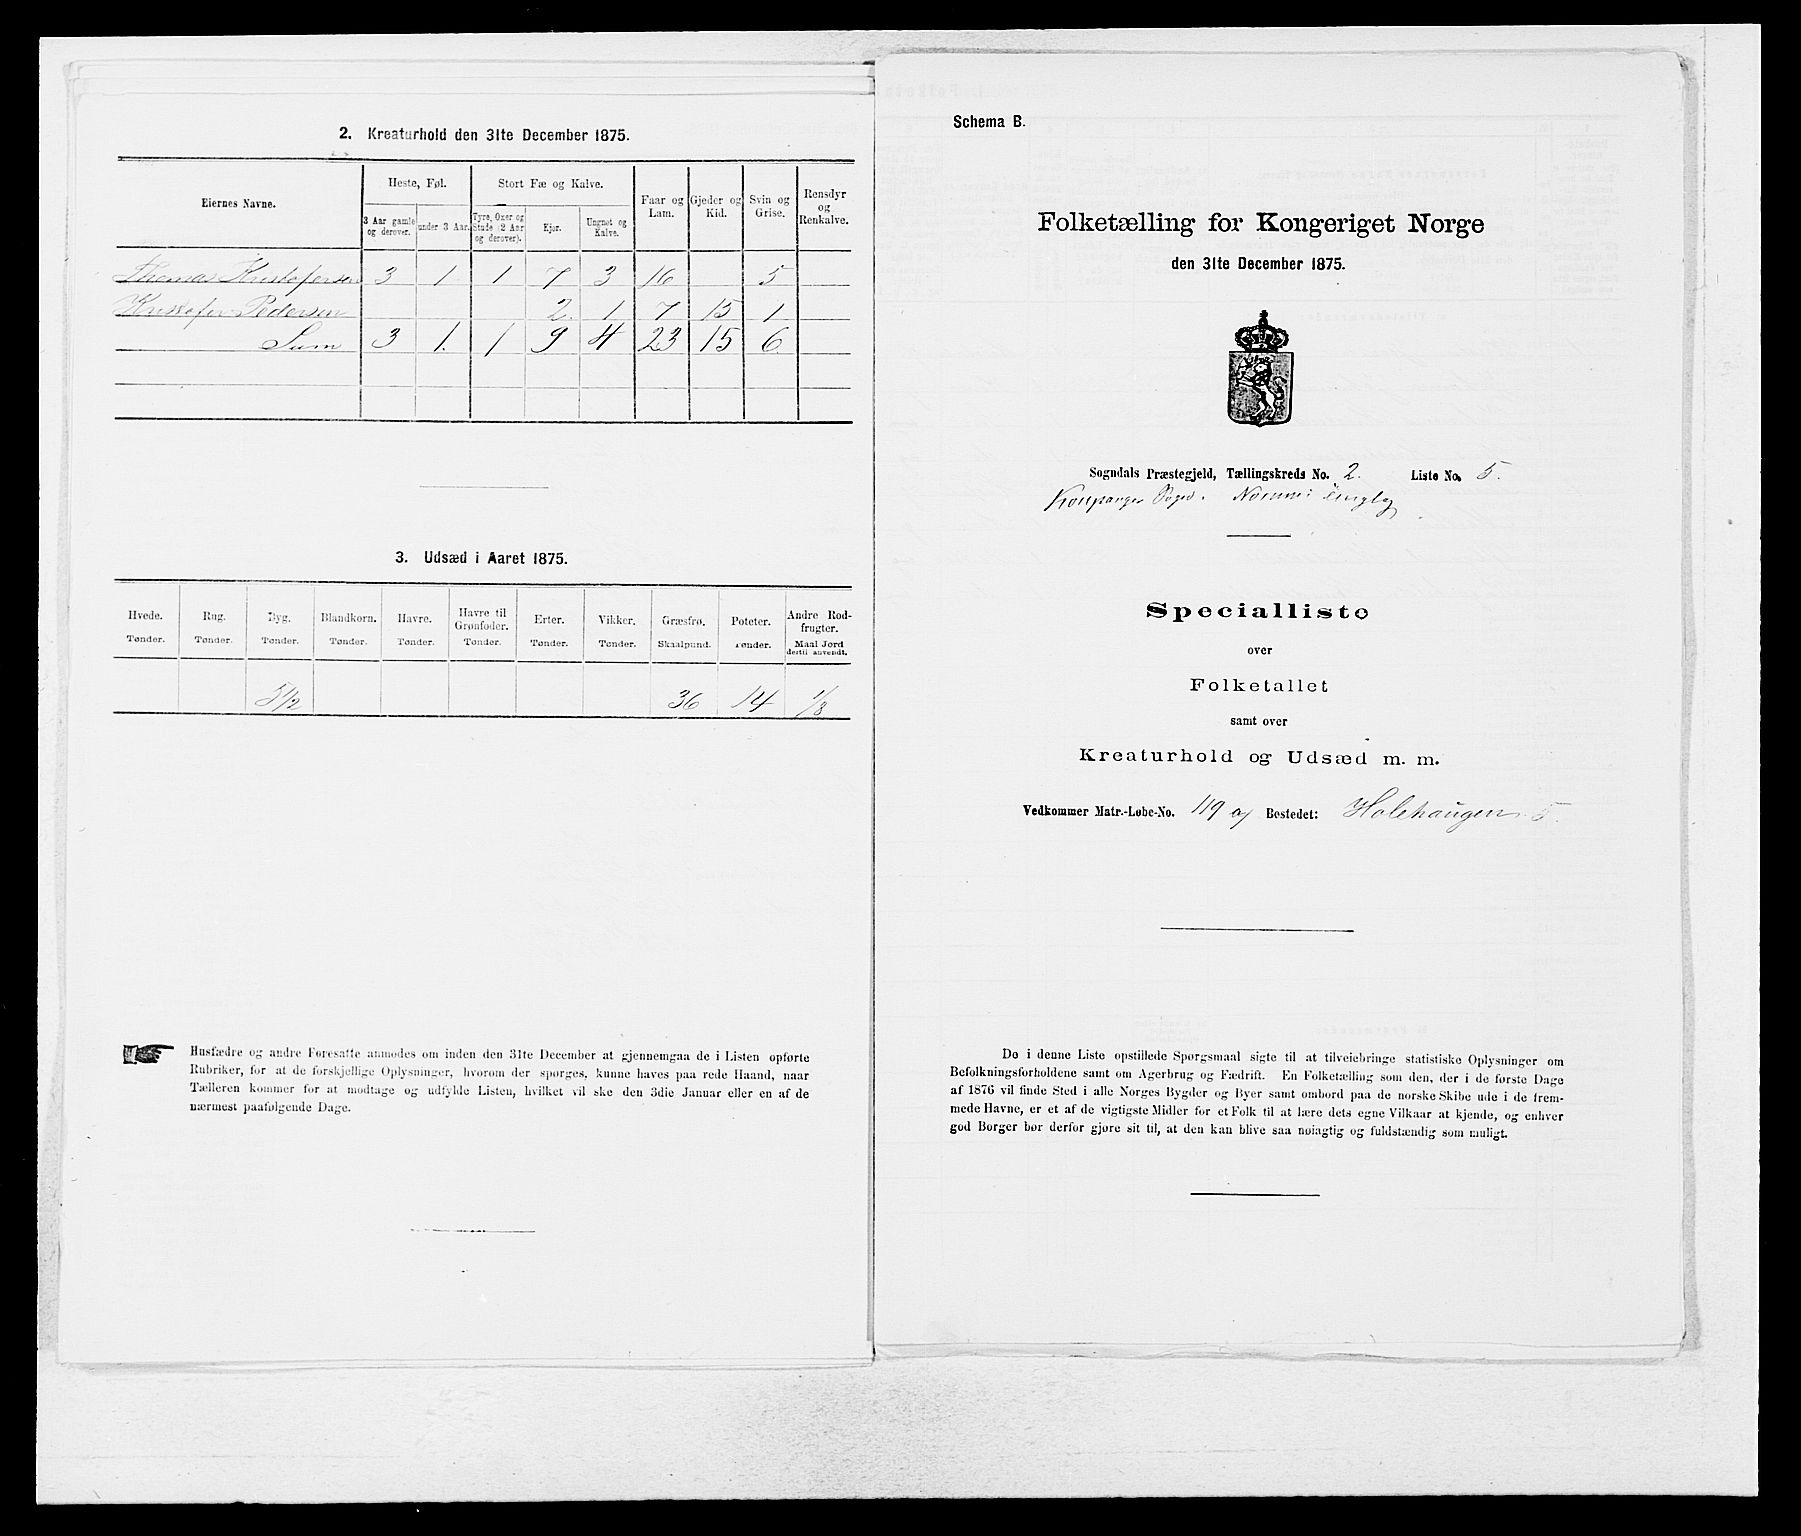 2. Kreaturhold den 31te December 1875.
Eiernes Navne.
Heste, Føl.
Stort Fæ og Kalve.
Faar og Lam.
Gjeder og Kid.
Svin og Grise.
Rensdyr og Renkalve.
3 Aar gamle og derover.
under 3 Aar.
Tyre, Oxer og Stude (2 Aar og derover).
Kjør.
Ungnøt og Kalve.
Thomas Kristofersen 3 1 1 7 3 16 5
Kristofer Pedersen 2. 1 7 15 1
Sum 3 1. 1 9 4 23 15 6
3. Udsæd i Aaret 1875.
Hvede. Rug. Byg. Blandkorn. Havre. Havre til Grønfoder. Erter. Vikker. Græsfrø. Poteter. Andre Rodfrugter.
Tønder. Tønder. Tønder. Tønder. Tønder. Tønder. Tønder. Tønder. Skaalpund. Tønder. Maal Jord dertil anvendt.
5 1/2 36 14 1/8
Husfædre og andre Foresatte anmodes om inden den 31te December at gjennemgaa de i Listen opførte
Rubriker, for at de forskjellige Oplysninger, hvorom der spørges, kunne haves paa rede Haand, naar
Tælleren kommer for at modtage og udfylde Listen, hvilket vil ske den 3die Januar eller en af de
nærmest paafølgende Dage.
Schema B.
Folketælling for Kongeriget Norge
den 31te December 1875.
Sogndals Præstegjeld, Tællingskreds No. 2. Liste No. 5.
Specialliste
over
Folketallet
samt over
Kreaturhold og Udsæd m. m.
Vedkommer Matr.-Løbe-No. 119 a, Bostedet: Holehaugen 5.
De i denne Liste opstillede Spørgsmaal sigte til at tilveiebringe statistiske Oplysninger om
Befolkningsforholdene samt om Agerbrug og Fædrift. En Folketælling som den, der i de første Dage
af 1876 vil finde Sted i alle Norges Bygder og Byer samt ombord paa de norske Skibe ude i de frem-
mede Havne, er et af de vigtigste Midler for et Folk til at lære dets egne Vilkaar at kjende, og enhver
god Borger bør derfor gjøre sit til, at den kan blive saa nøiagtig og fuldstændig som muligt.